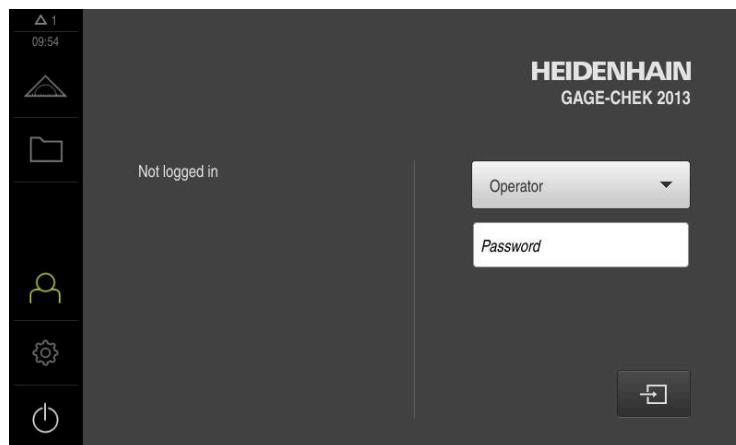 1
09:54
HEIDENHAIN
GAGE-CHEK 2013
Not logged in
Operator
Password